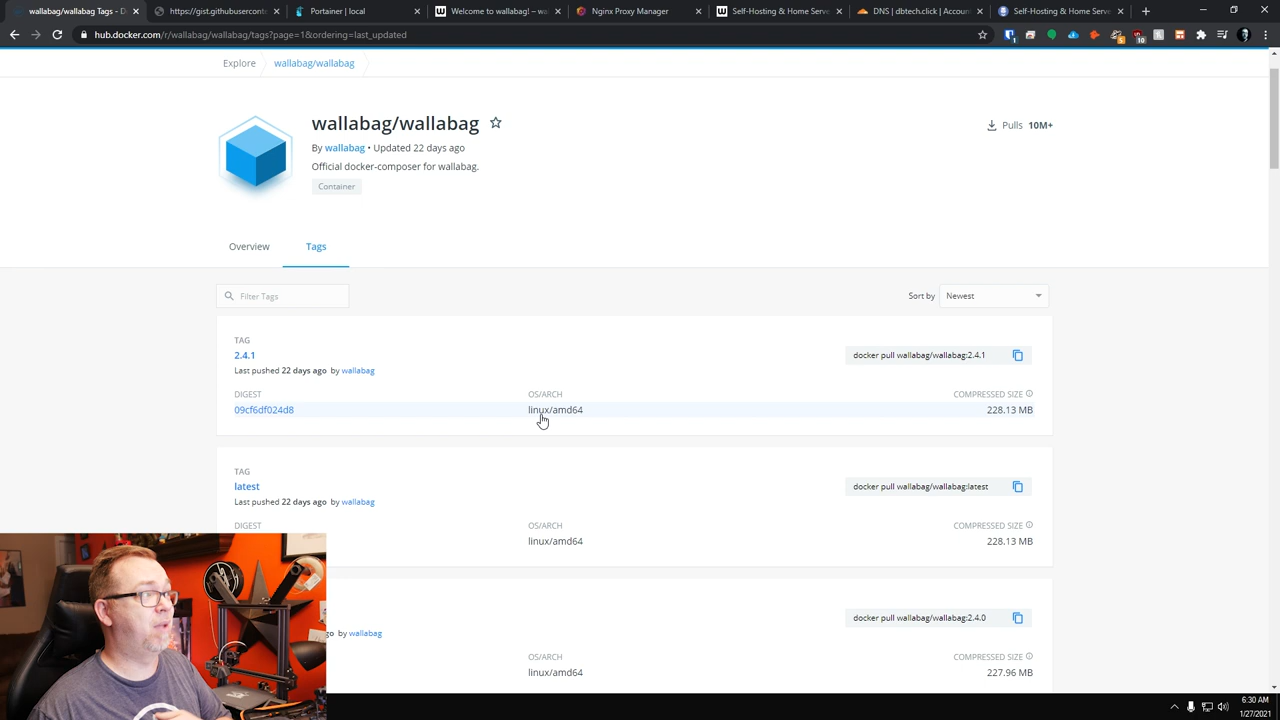 wallabag/wallabag Tags - D
https://gist.githubusercont
Portainer.local
Welcome to wallabag! - w
Nginx Proxy Manager
Self-Hosting & Home Serve
DNS | dbtech.click | Accoun
Self-Hosting & Home Serve
hub.docker.com/r/wallabag/wallabag/tags?page=1&ordering=last_updated
Explore
wallabag/wallabag
wallabag/wallabag
Pulls 10M+
By wallabag • Updated 22 days ago
Official docker-composer for wallabag.
Container
Overview
Tags
Filter Tags
Sort by Newest
TAG
2.4.1
docker pull wallabag/wallabag:2.4.1
Last pushed 22 days ago by wallabag
DIGEST
OS/ARCH
COMPRESSED SIZE
09cf6df024d8
linux/amd64
228.13 MB
TAG
latest
docker pull wallabag/wallabag:latest
Last pushed 22 days ago by wallabag
DIGEST
OS/ARCH
COMPRESSED SIZE
linux/amd64
228.13 MB
docker pull wallabag/wallabag:2.4.0
go by wallabag
OS/ARCH
COMPRESSED SIZE
linux/amd64
227.96 MB
6:30 AM
1/27/2021